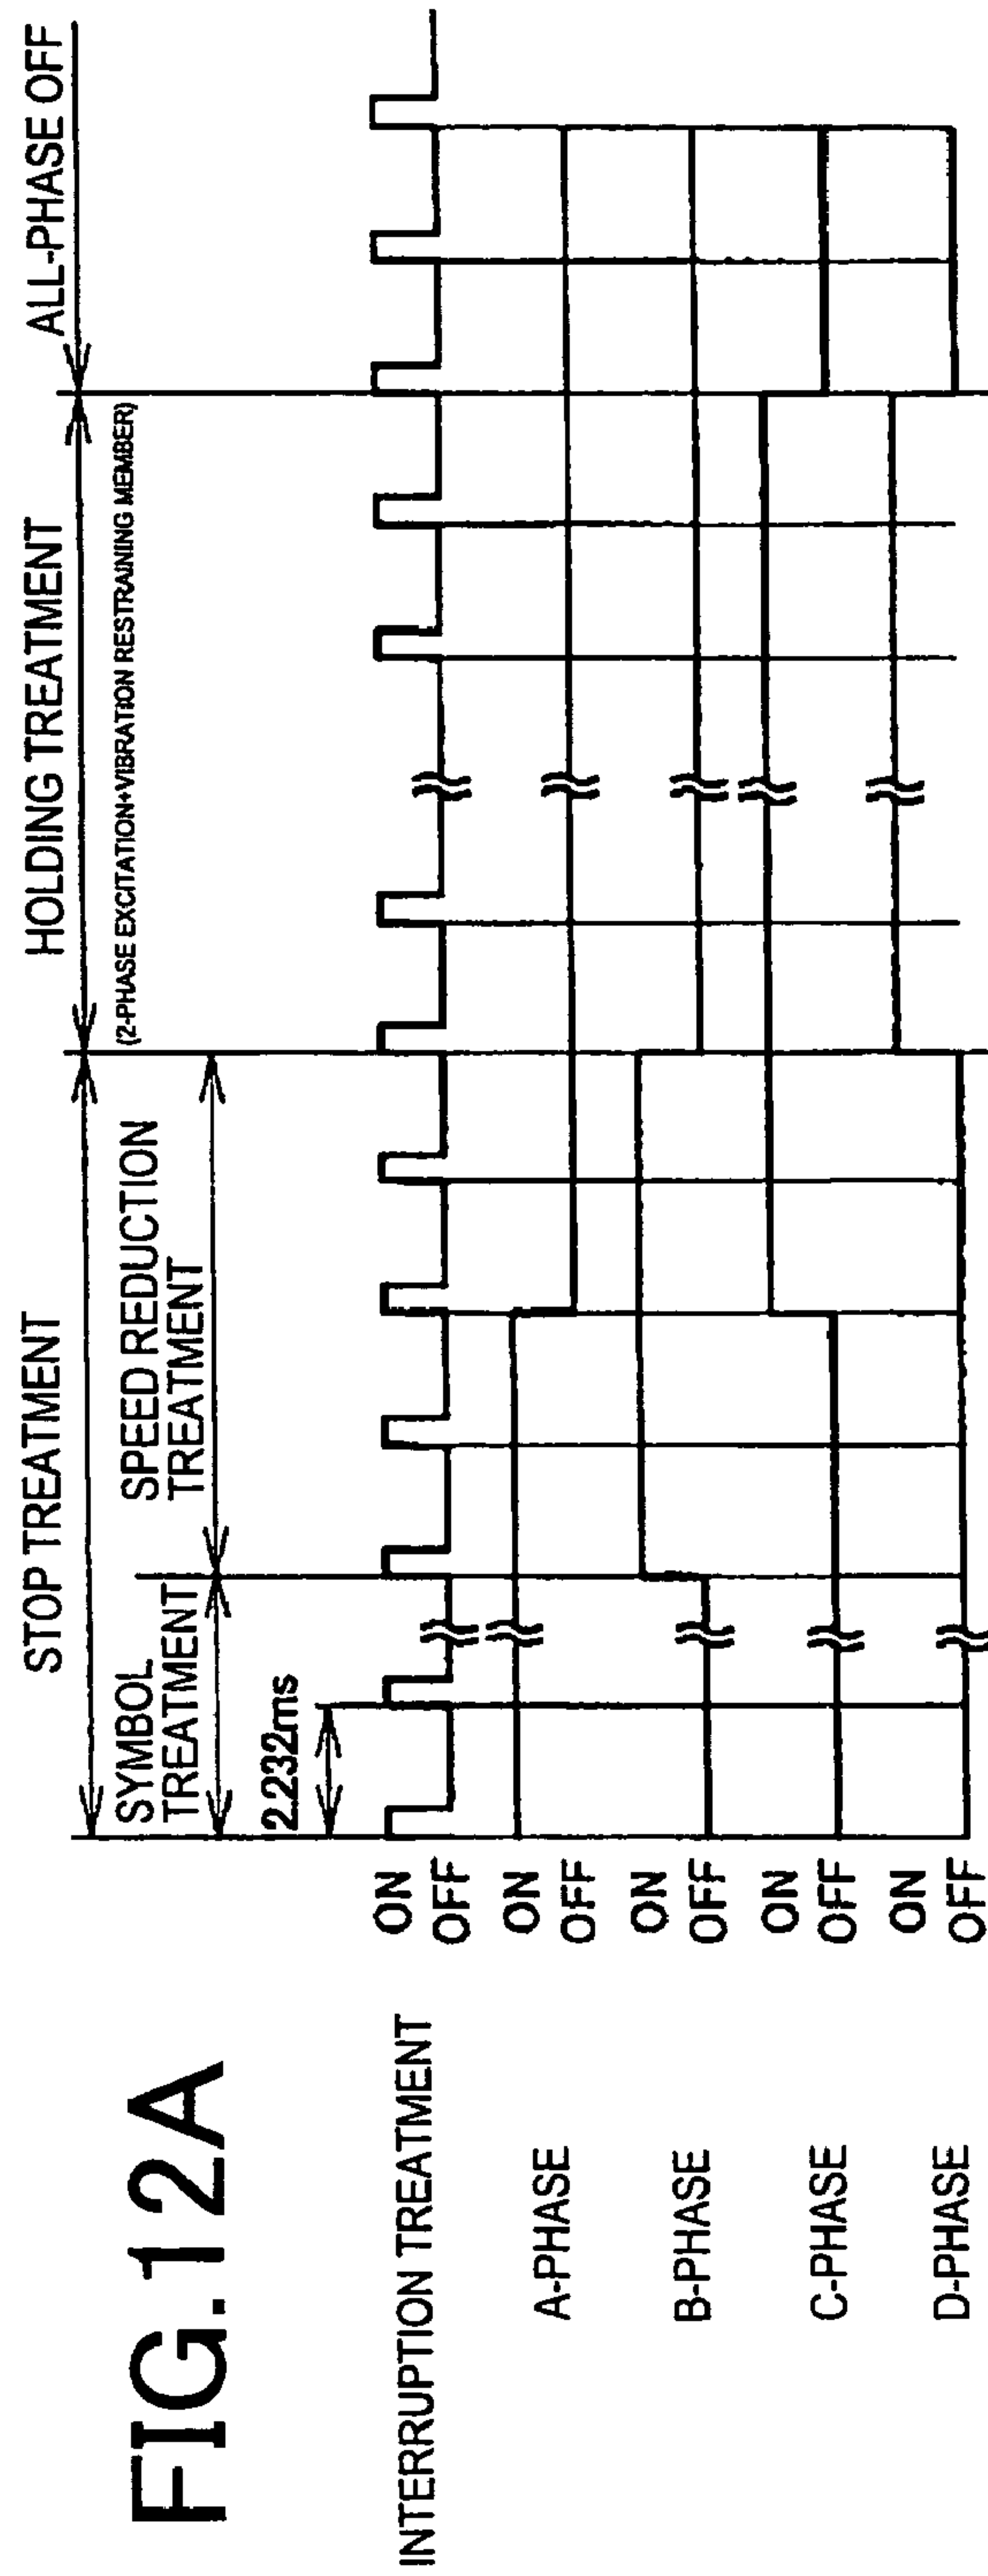 FIG.12A
STOP TREATMENT
HOLDING TREATMENT
ALL-PHASE OFF
SYMBOL
TREATMENT
SPEED REDUCTION
TREATMENT
(2-PHASE EXCITATION+VIBRATION RESTRAINING MEMBER)
2.232ms
INTERRUPTION TREATMENT
ON
OFF
A-PHASE
ON
OFF
B-PHASE
ON
OFF
C-PHASE
ON
OFF
D-PHASE
ON
OFF